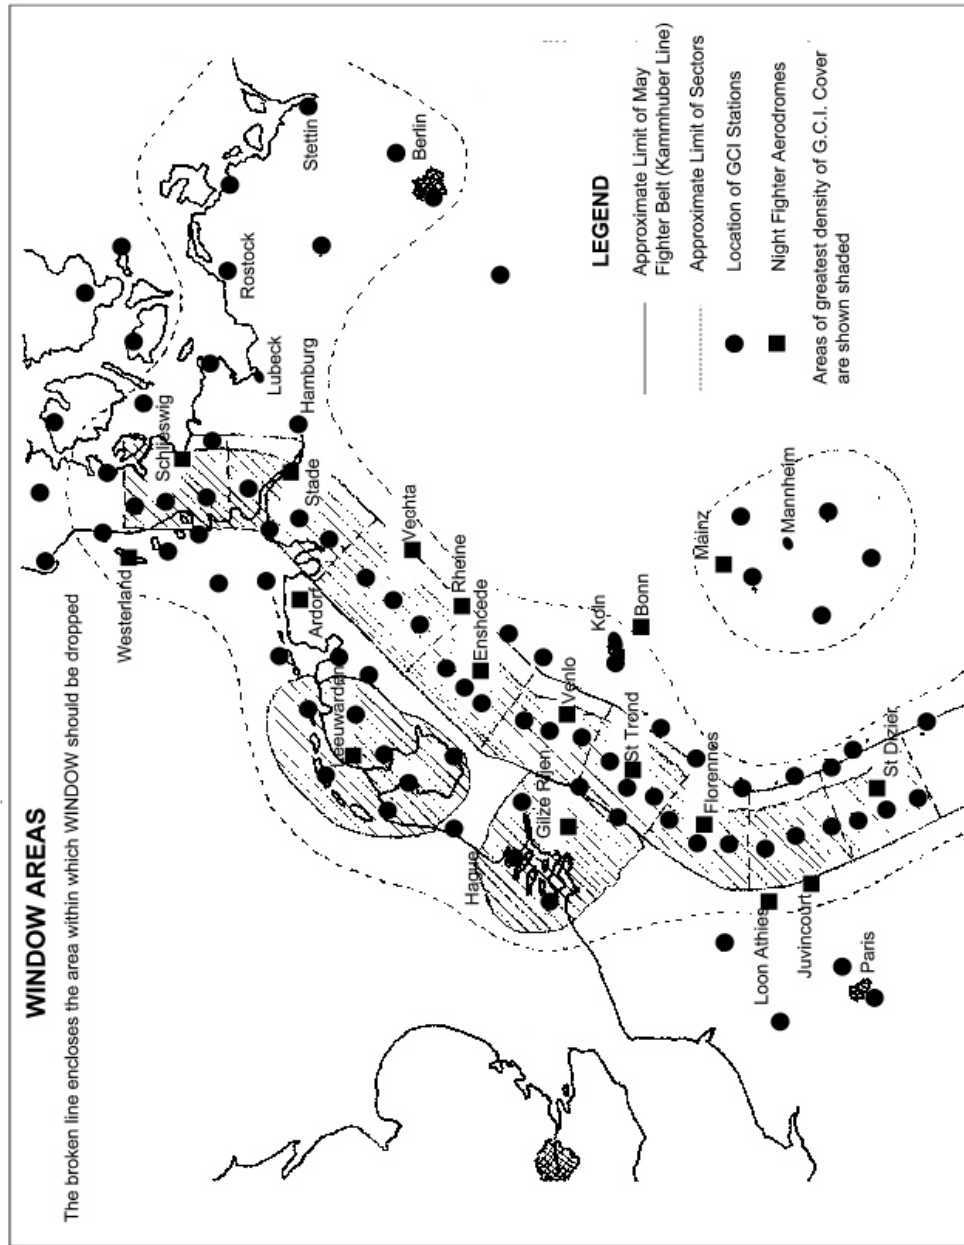 WINDOW AREAS
The broken line encloses the area within which WINDOW should be dropped
Westerland
Schlieswig
Stettin
Rostock
Berlin
Lubeck
Hamburg
Stade
Ardorf
Vechta
Leeuwarden
Rheine
Enshcede
Hague
Gilze Rijen
Venlo
Koln
Bonn
St Trond
Florennes
Mainz
Mannheim
Loon Athies
Juvincourt
St Dizier
Paris
LEGEND
Approximate Limit of May
Fighter Belt (Kammhuber Line)
Approximate Limit of Sectors
Location of GCI Stations
Night Fighter Aerodromes
Areas of greatest density of G.C.I. Cover
are shown shaded